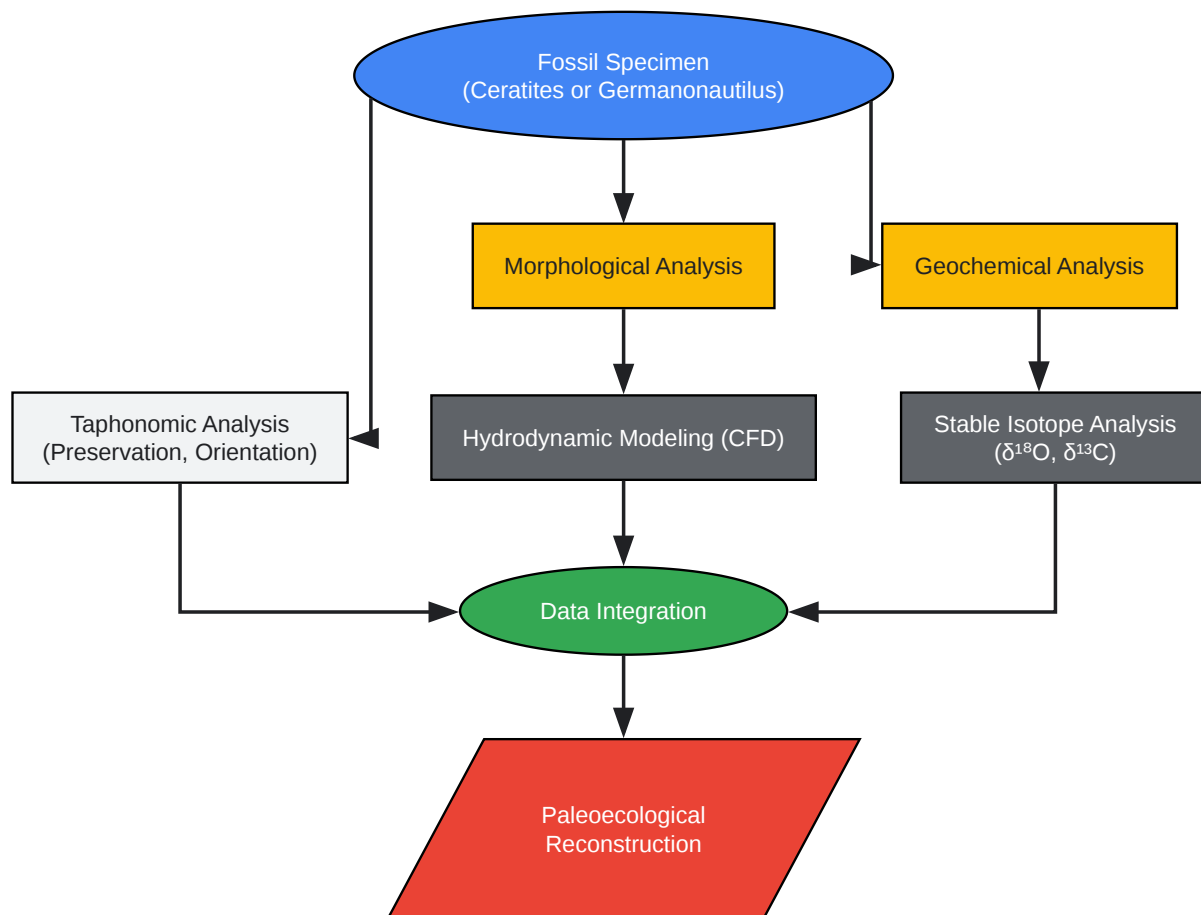 Fossil Specimen
(Ceratites or Germanonautilus)
Morphological Analysis
Geochemical Analysis
Taphonomic Analysis
(Preservation, Orientation)
Hydrodynamic Modeling (CFD)
Stable Isotope Analysis
(δ¹⁸O, δ¹³C)
Data Integration
Paleoecological
Reconstruction